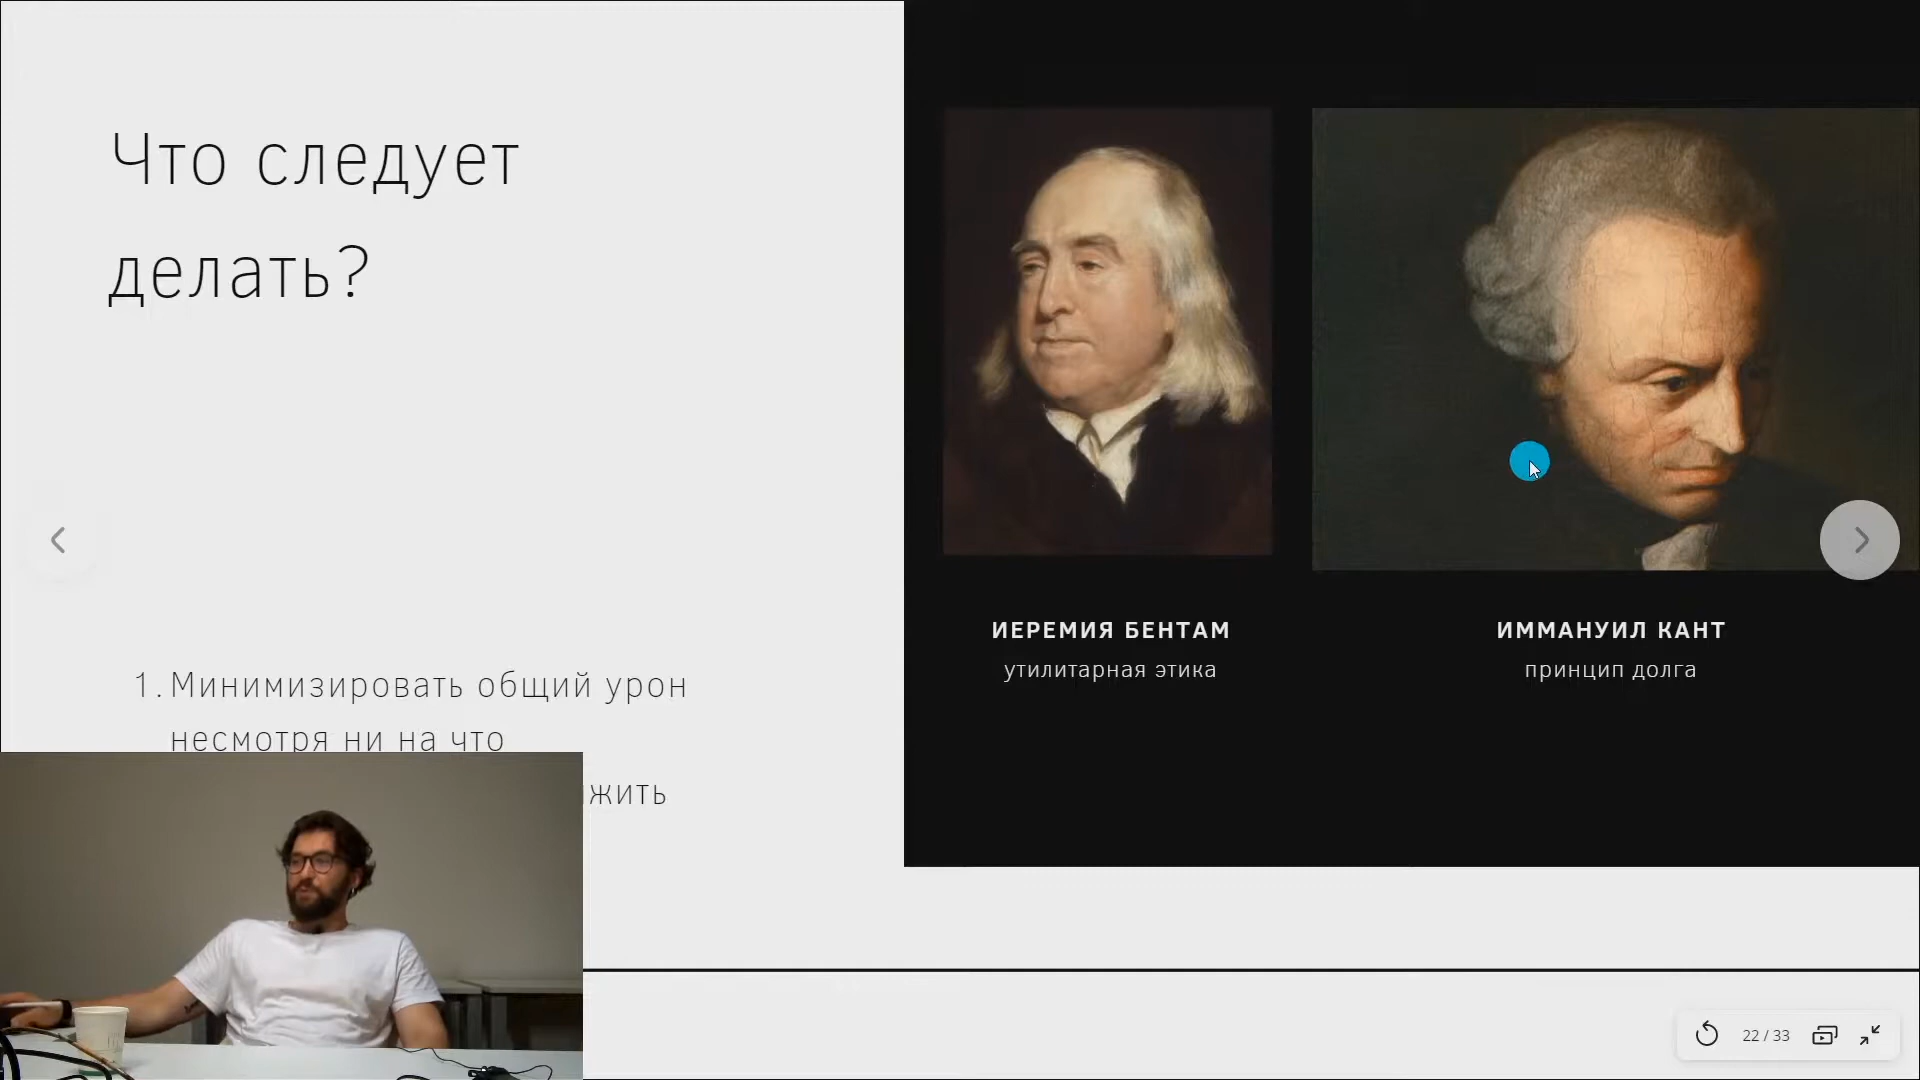 Что следует
делать?
1. Минимизировать общий урон
несмотря ни на что
ИЕРЕМИЯ БЕНТАМ
утилитарная этика
ИММАНУИЛ КАНТ
принцип долга
22 / 33